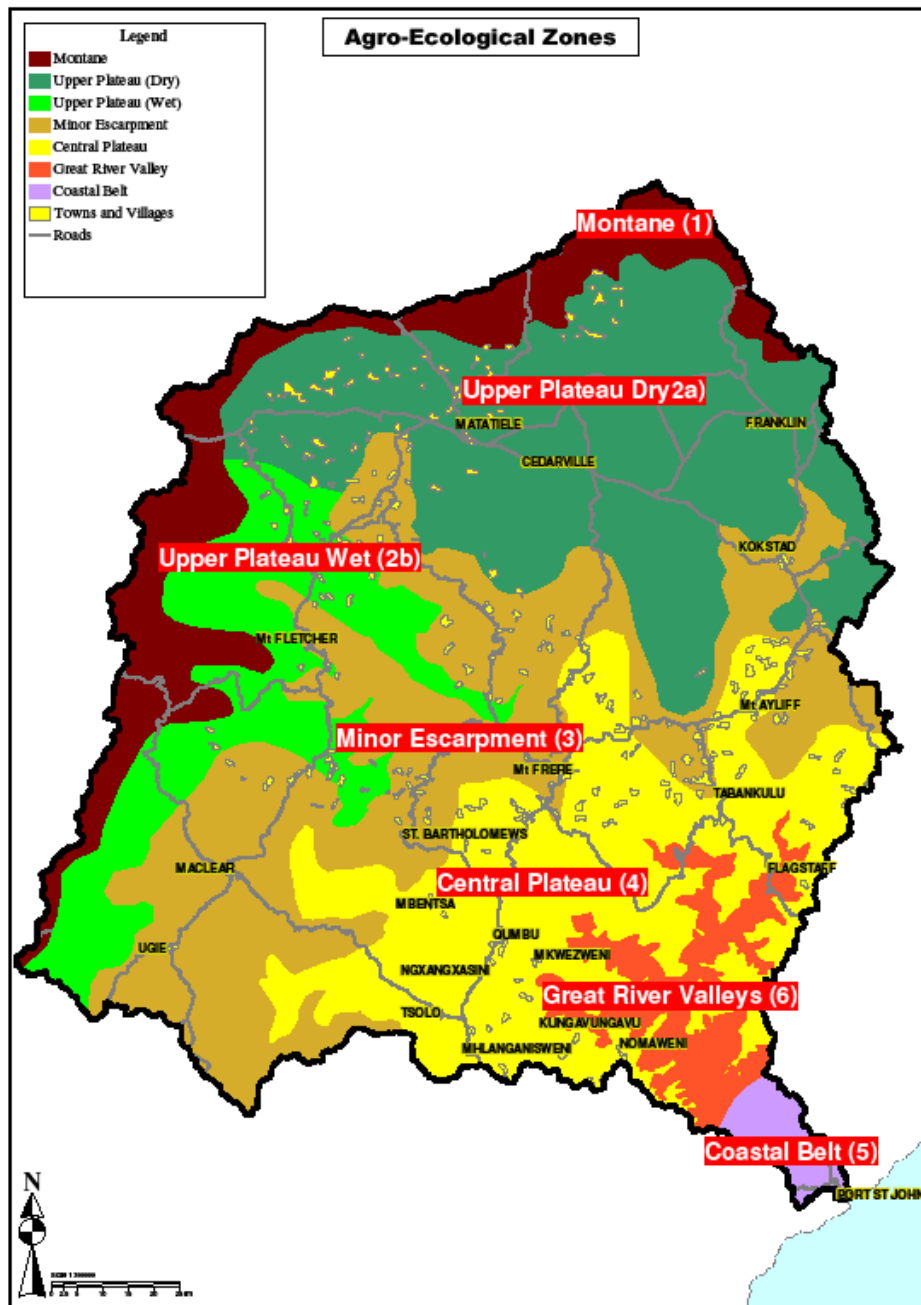 Agro-Ecological Zones
Legend
Montane
Upper Plateau (Dry)
Upper Plateau (Wet)
Minor Escarpment
Central Plateau
Great River Valley
Coastal Belt
Towns and Villages
Roads
Montane (1)
Upper Plateau Dry2a)
MATATIELE
FRANKLIN
CEDARVILLE
KOKSTAD
Upper Plateau Wet (2b)
Mt FLETCHER
Mt AYLIFF
Minor Escarpment (3)
Mt FRERE
TABANKULU
ST. BARTHOLOMEWS
MACLEAR
FLAGSTAFF
Central Plateau (4)
MBENTSA
QUMBU
UGIE
MKWEZWENI
NGXANGXASINI
Great River Valleys (6)
TSOLO
KUNGAVUNGAVU
NOMAWENI
MHLANGANISWENI
Coastal Belt (5)
PORT ST JOHN
N